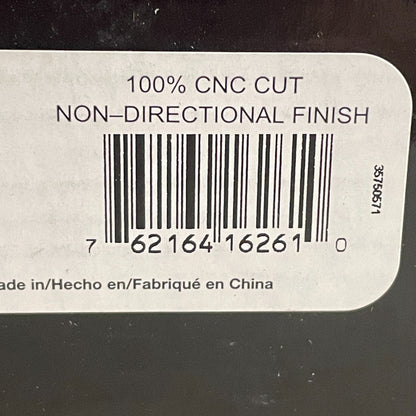 100% CNC CUT
NON–DIRECTIONAL FINISH
35750571
7 62164 16261 0
ade in/Hecho en/Fabriqué en China